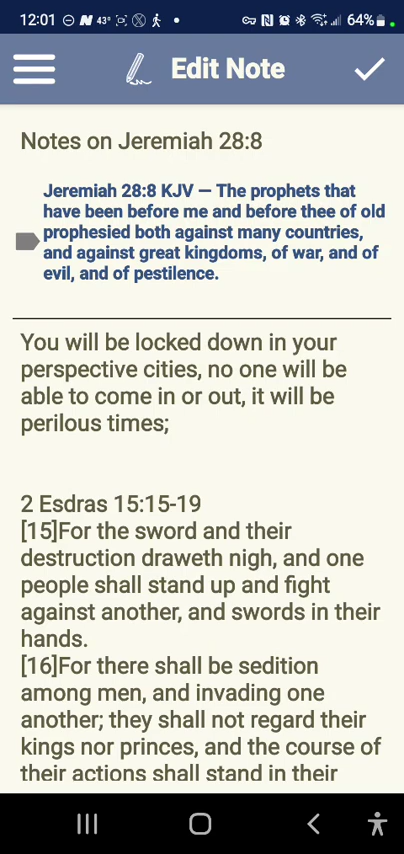 12:01 43° 64%
Edit Note
Notes on Jeremiah 28:8
Jeremiah 28:8 KJV — The prophets that
have been before me and before thee of old
prophesied both against many countries,
and against great kingdoms, of war, and of
evil, and of pestilence.
You will be locked down in your
perspective cities, no one will be
able to come in or out, it will be
perilous times;
2 Esdras 15:15-19
[15]For the sword and their
destruction draweth nigh, and one
people shall stand up and fight
against another, and swords in their
hands.
[16]For there shall be sedition
among men, and invading one
another; they shall not regard their
kings nor princes, and the course of
their actions shall stand in their